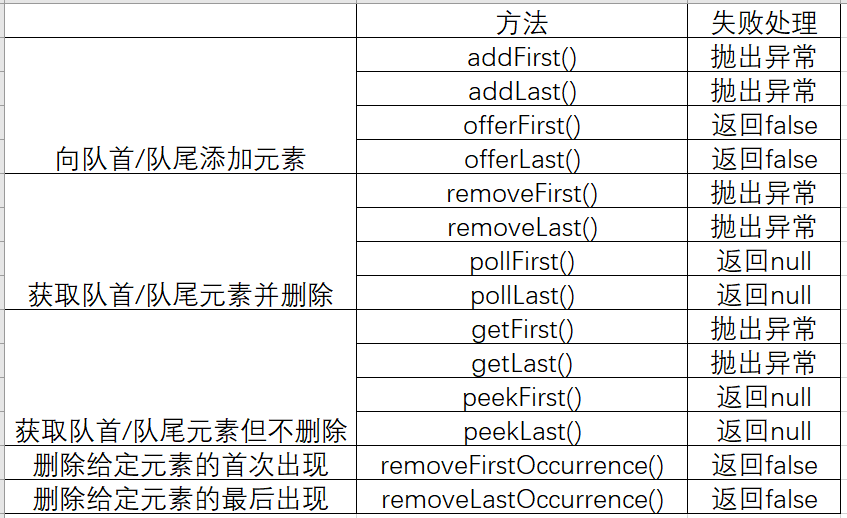 方法 失败处理
addFirst() 抛出异常
addLast() 抛出异常
offerFirst() 返回false
向队首/队尾添加元素 offerLast() 返回false
removeFirst() 抛出异常
removeLast() 抛出异常
pollFirst() 返回null
获取队首/队尾元素并删除 pollLast() 返回null
getFirst() 抛出异常
getLast() 抛出异常
peekFirst() 返回null
获取队首/队尾元素但不删除 peekLast() 返回null
删除给定元素的首次出现 removeFirstOccurrence() 返回false
删除给定元素的最后出现 removeLastOccurrence() 返回false